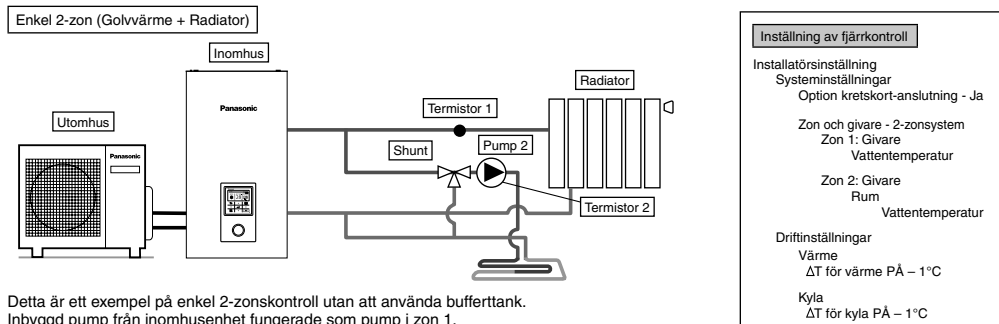 Enkel 2-zon (Golvvärme + Radiator)
Inomhus
Panasonic
Utomhus
Panasonic
Radiator
Termistor 1
Shunt
Pump 2
Termistor 2
Detta är ett exempel på enkel 2-zonskontroll utan att använda bufferttank.
Inbyggd pump från inomhusenhet fungerade som pump i zon 1.
Inställning av fjärrkontroll
Installatörsinställning
Systeminställningar
Option kretskort-anslutning - Ja
Zon och givare - 2-zonsystem
Zon 1: Givare
Vattentemperatur
Zon 2: Givare
Rum
Vattentemperatur
Driftinställningar
Värme
ΔT för värme PÅ – 1°C
Kyla
ΔT för kyla PÅ – 1°C